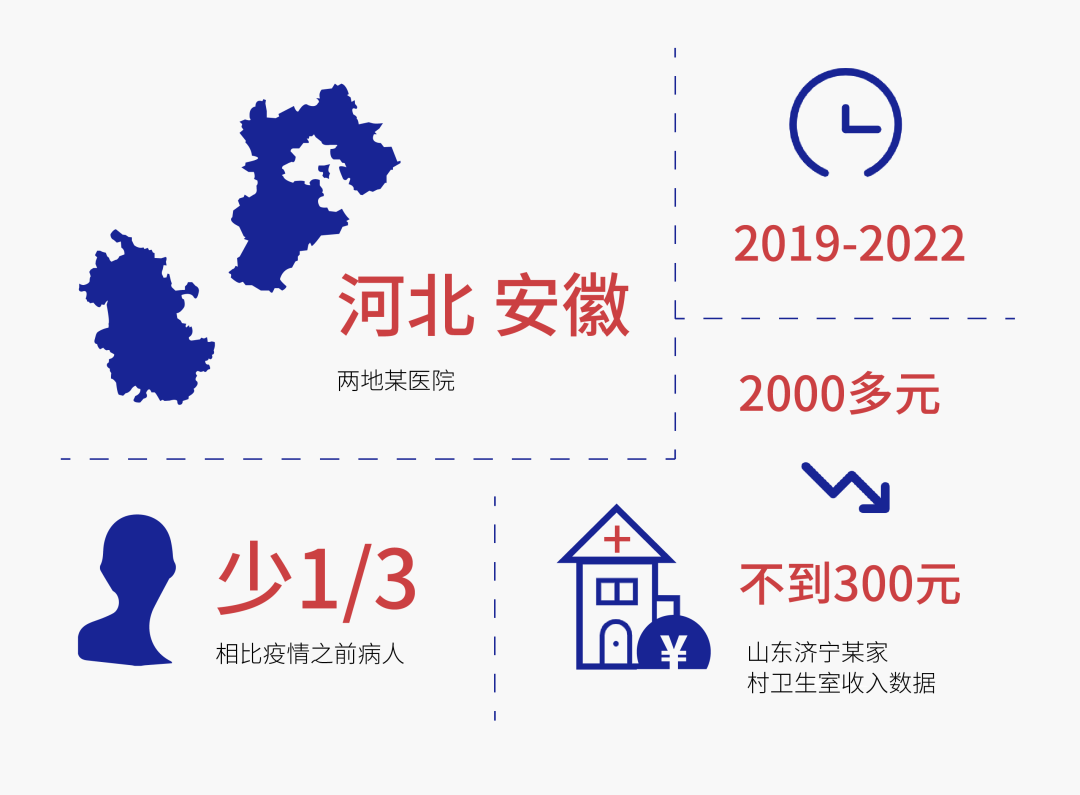 河北 安徽
两地某医院
2019-2022
2000多元
不到300元
山东济宁某家
村卫生室收入数据
少1/3
相比疫情之前病人
¥